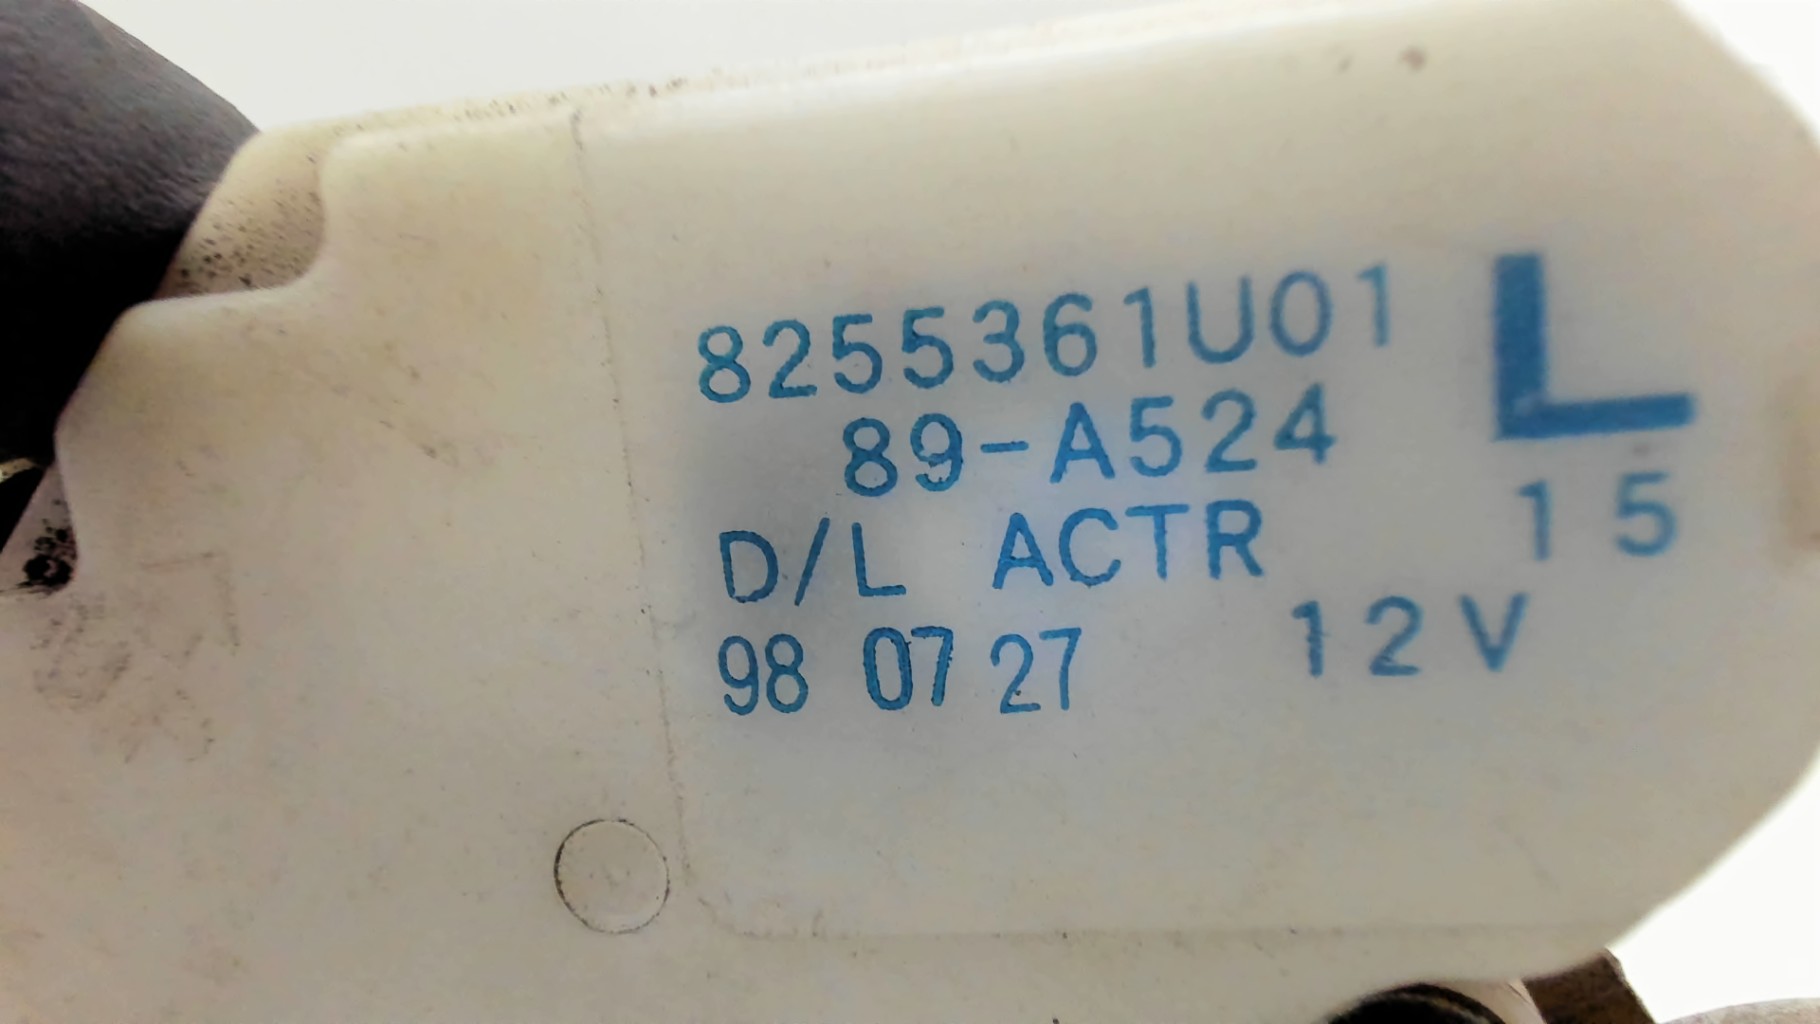 8255361U01 L
89-A524
D/L ACTR 15
98 07 27 12V